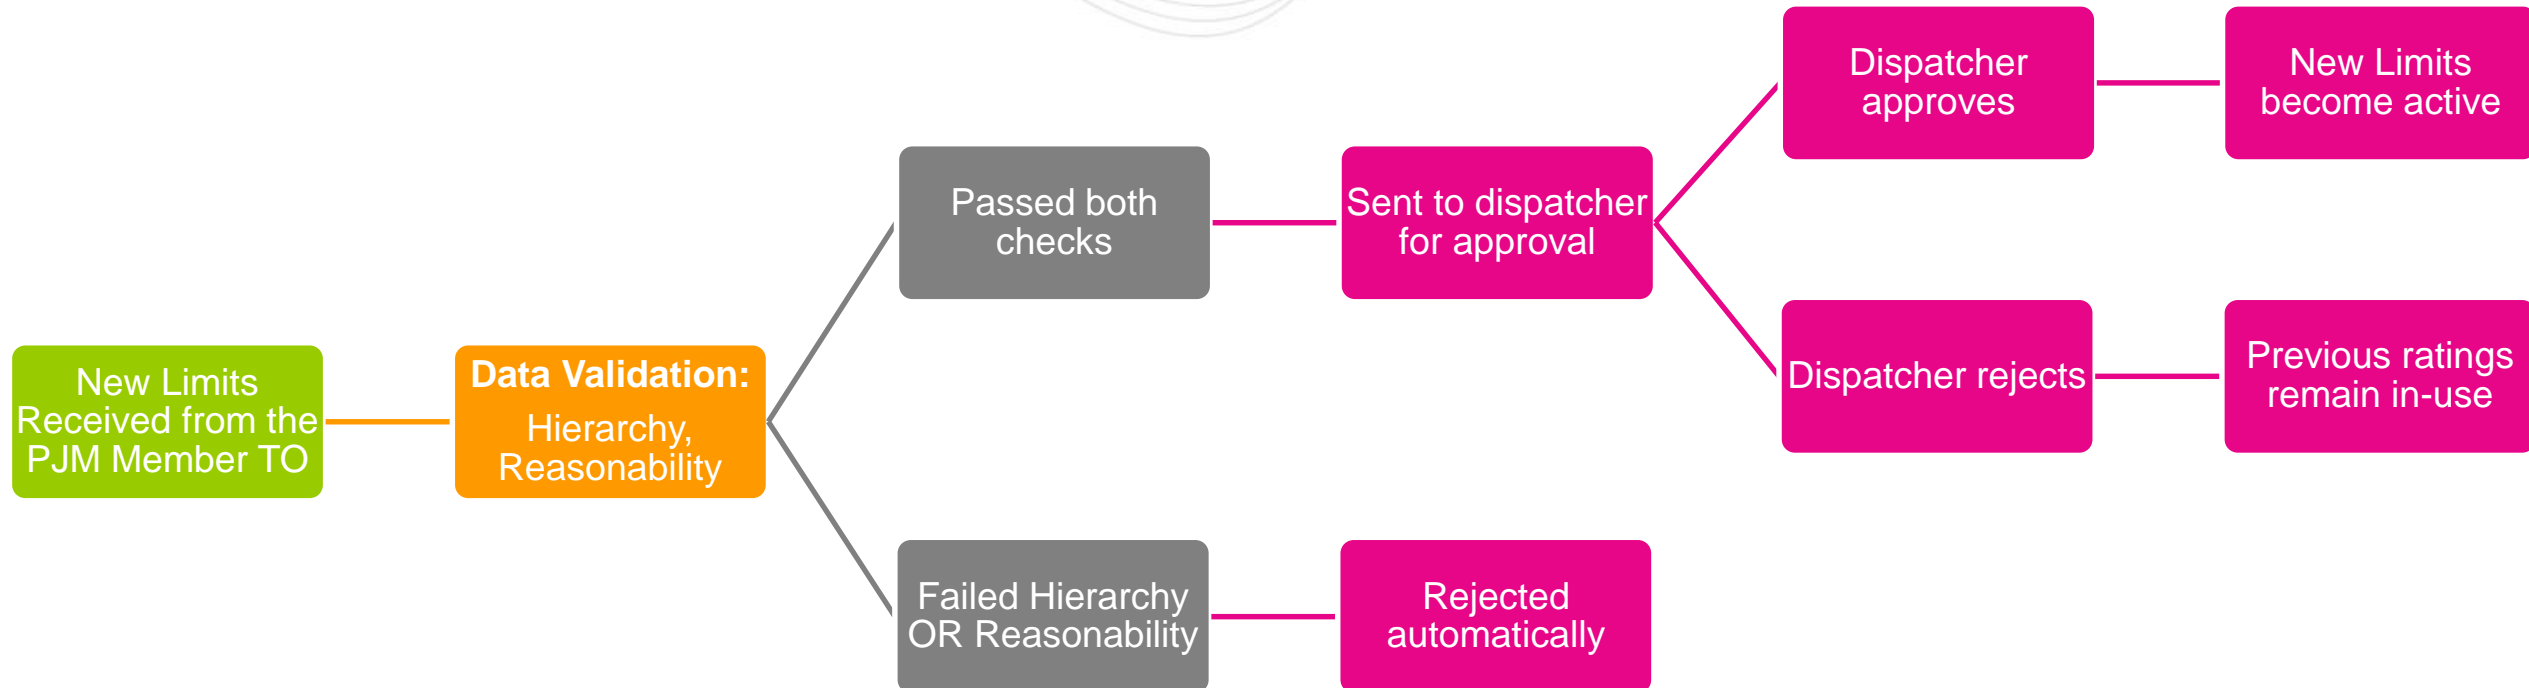 New Limits
Received from the
PJM Member TO
Data Validation:
Hierarchy,
Reasonability
Passed both
checks
Sent to dispatcher
for approval
Dispatcher
approves
New Limits
become active
Dispatcher rejects
Previous ratings
remain in-use
Failed Hierarchy
OR Reasonability
Rejected
automatically